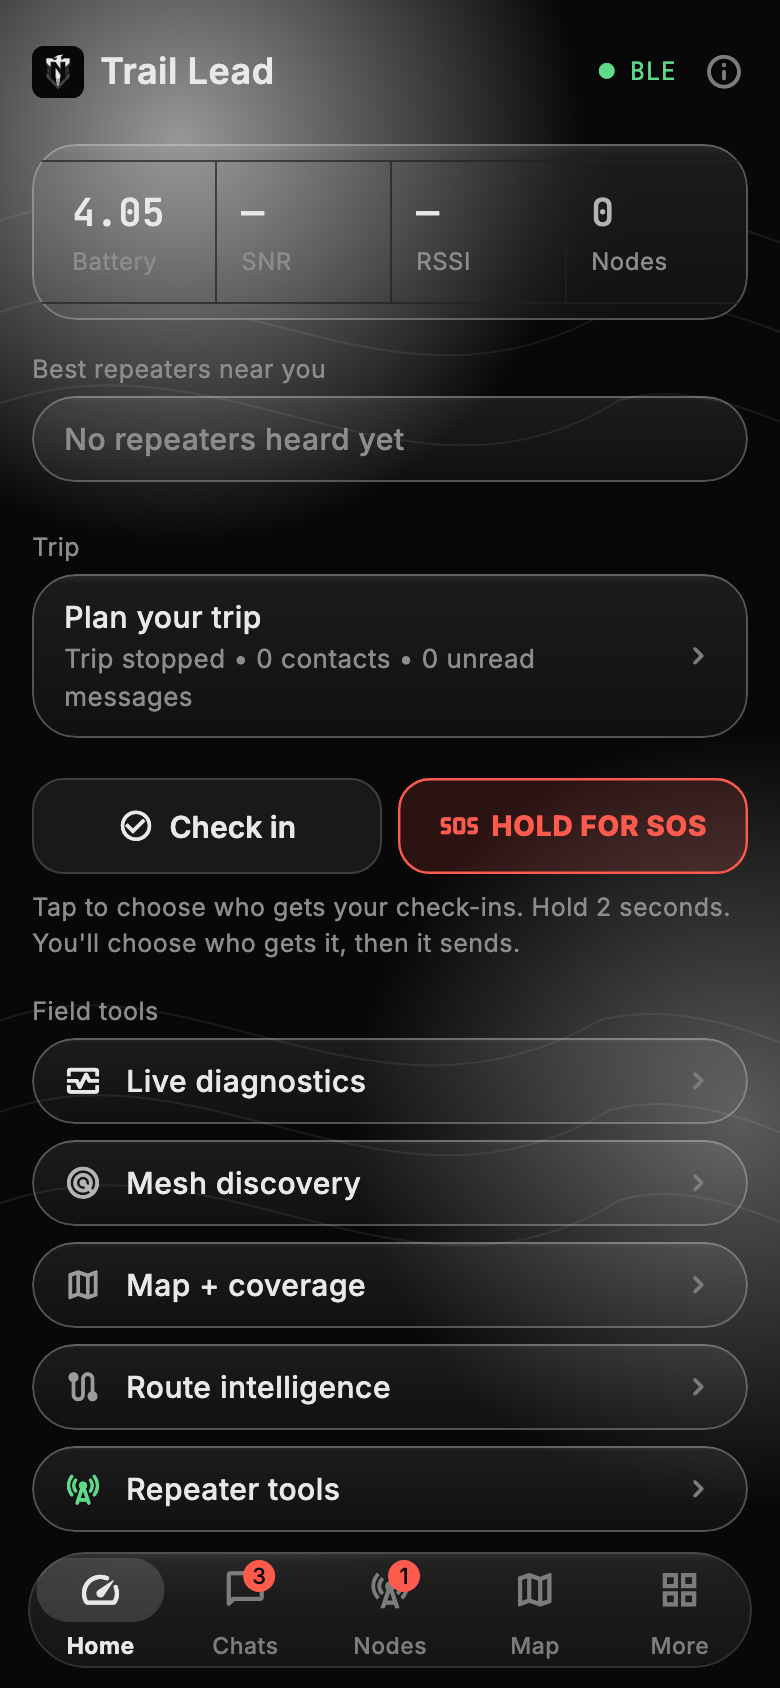 Trail Lead
BLE
4.05
Battery
–
SNR
–
RSSI
0
Nodes
Best repeaters near you
No repeaters heard yet
Trip
Plan your trip
Trip stopped • 0 contacts • 0 unread
messages
Check in
SOS HOLD FOR SOS
Tap to choose who gets your check-ins. Hold 2 seconds.
You'll choose who gets it, then it sends.
Field tools
Live diagnostics
Mesh discovery
Map + coverage
Route intelligence
Repeater tools
3
1
Home
Chats
Nodes
Map
More